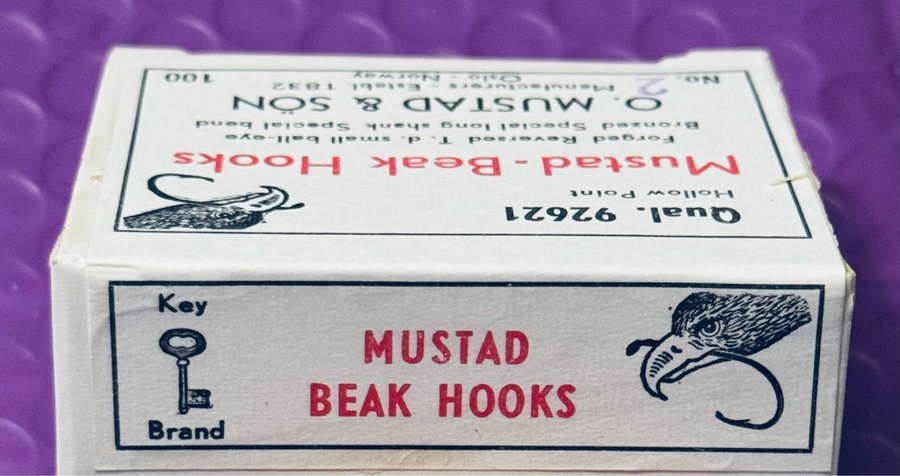 Qual. 92621
Hollow Point
Mustad - Beak Hooks
Forged Reversed T. d. small ball-eye
Bronzed Special long shank Special bend
O. MUSTAD & SÖN
Manufacturers - Establ. 1832
No. 2 Oslo - Norway 100
Key
Brand
MUSTAD
BEAK HOOKS